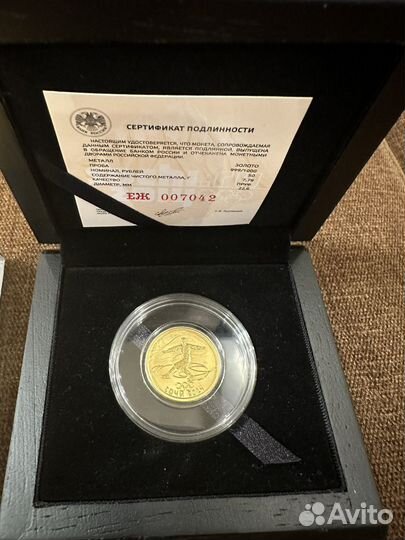 СЕРТИФИКАТ ПОДЛИННОСТИ
НАСТОЯЩИМ УДОСТОВЕРЯЕТСЯ, ЧТО МОНЕТА, СОПРОВОЖДАЕМАЯ
ДАННЫМ СЕРТИФИКАТОМ, ЯВЛЯЕТСЯ ПОДЛИННОЙ, ВЫПУЩЕНА
В ОБРАЩЕНИЕ БАНКОМ РОССИИ И ОТЧЕКАНЕНА МОНЕТНЫМИ
ДВОРАМИ РОССИЙСКОЙ ФЕДЕРАЦИИ.
МЕТАЛЛ ЗОЛОТО
ПРОБА 999/1000
НОМИНАЛ, РУБЛЕЙ 50
СОДЕРЖАНИЕ ЧИСТОГО МЕТАЛЛА, Г 7,78
КАЧЕСТВО ПРУФ
ДИАМЕТР, ММ 22,6
ЕЖ 007042
СОЧИ 2014
Avito